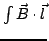 ∫ B⃗ · l⃗